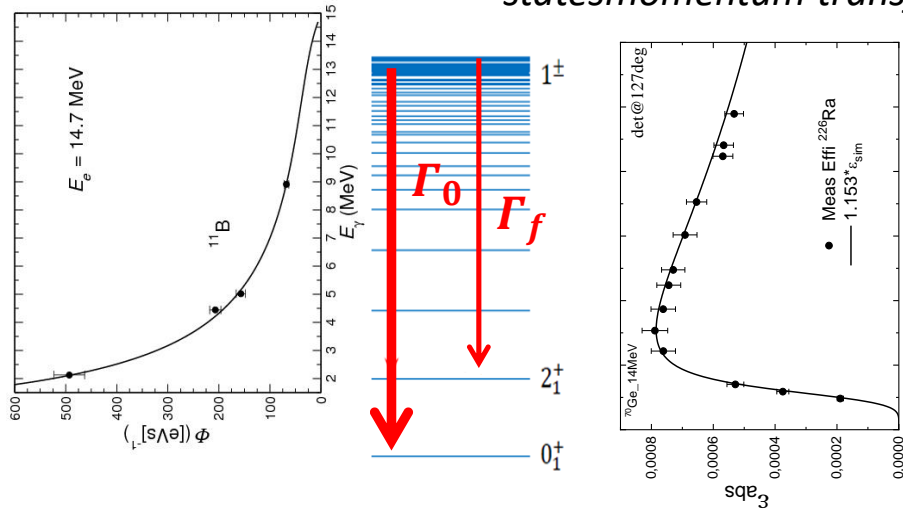 statesmomentum transf
600
500
400
300
200
100
0
Φ ([eVs]⁻¹)
E_e = 14.7 MeV
¹¹B
2
3
4
5
6
7
8
9
10
11
12
13
14
15
E_γ (MeV)
1±
Γ₀
Γ_f
2₁⁺
0₁⁺
det@127deg
⁷⁰Ge_14MeV
Meas Effi ²²⁶Ra
1.153*ε_sim
0,0008
0,0006
0,0004
0,0002
0,0000
ε_abs